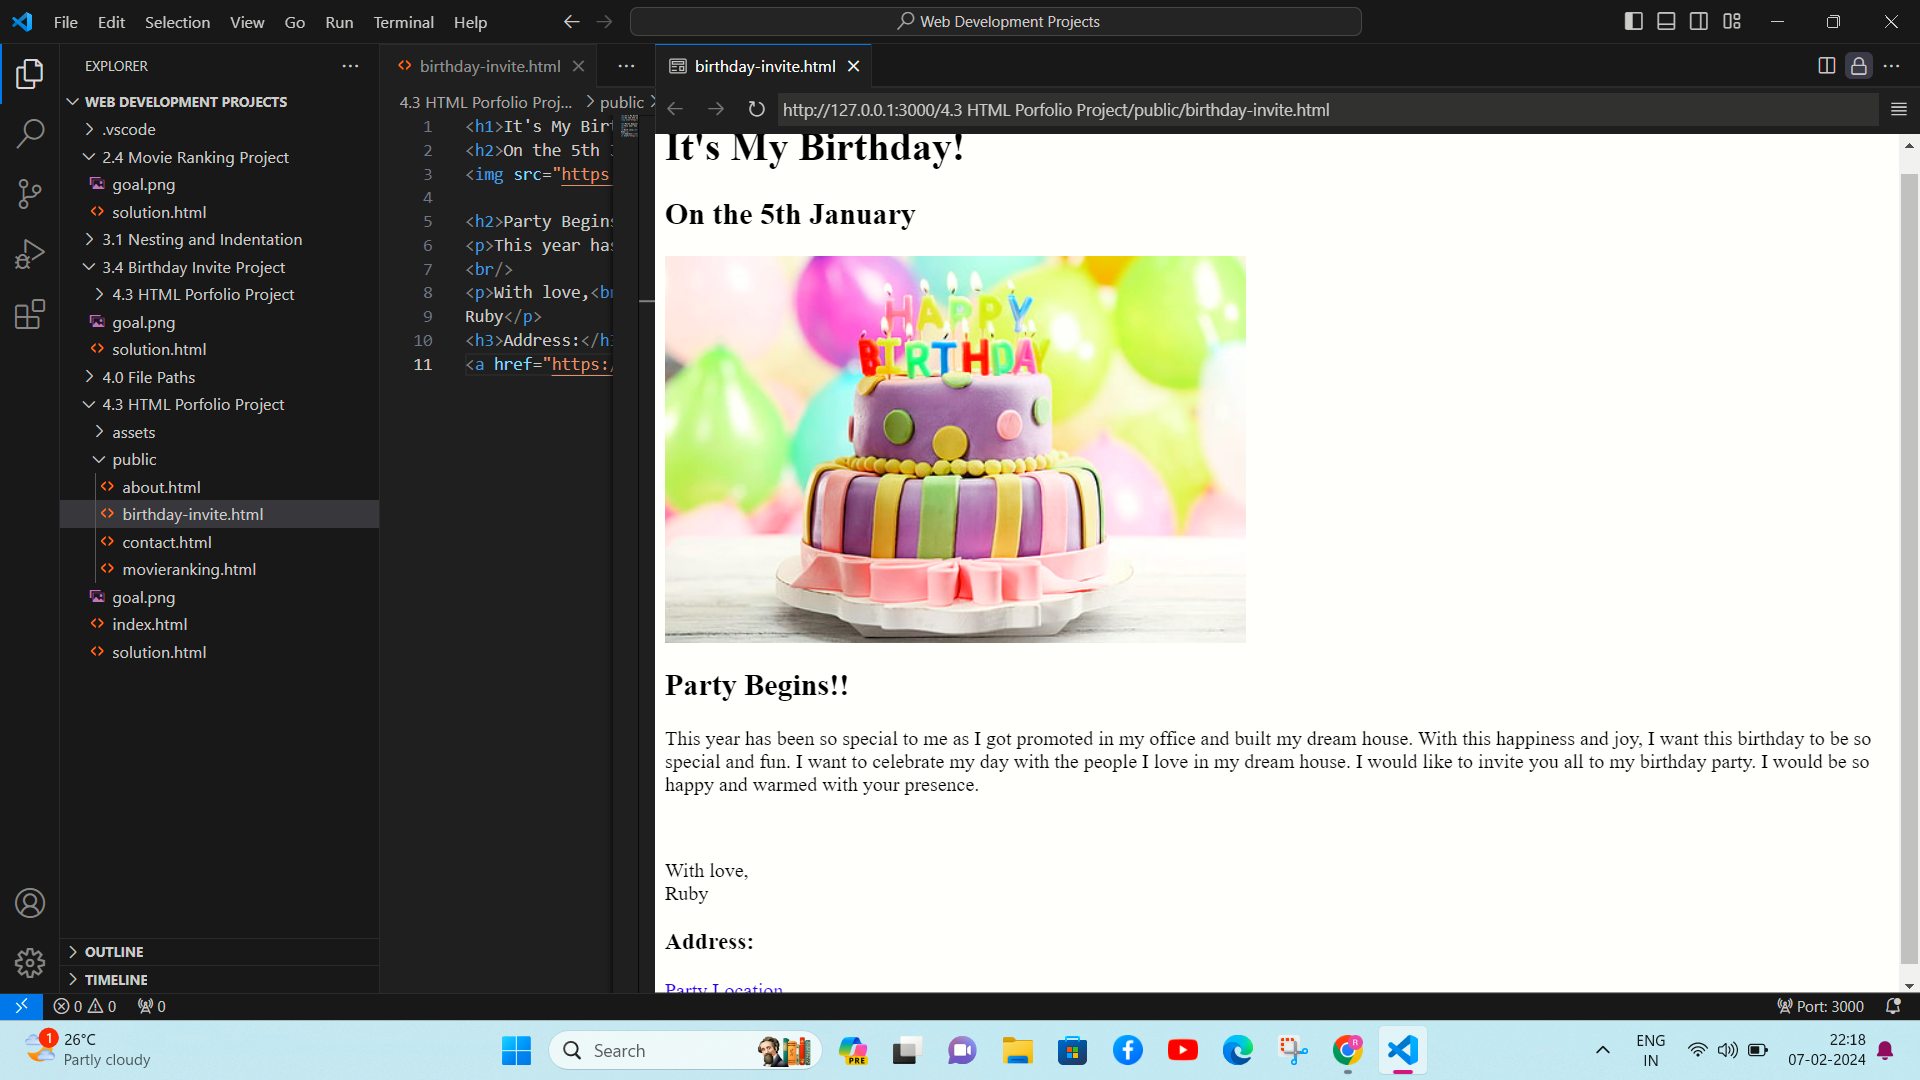 File Edit Selection View Go Run Terminal Help
Web Development Projects
EXPLORER
WEB DEVELOPMENT PROJECTS
.vscode
2.4 Movie Ranking Project
goal.png
solution.html
3.1 Nesting and Indentation
3.4 Birthday Invite Project
4.3 HTML Porfolio Project
goal.png
solution.html
4.0 File Paths
4.3 HTML Porfolio Project
assets
public
about.html
birthday-invite.html
contact.html
movieranking.html
goal.png
index.html
solution.html
OUTLINE
TIMELINE
birthday-invite.html
4.3 HTML Porfolio Proj... > public >
1 <h1>It's My Birt
2 <h2>On the 5th
3 <img src="https
4
5 <h2>Party Begins
6 <p>This year has
7 <br/>
8 <p>With love,<br
9 Ruby</p>
10 <h3>Address:</h3
11 <a href="https:/
birthday-invite.html
http://127.0.0.1:3000/4.3 HTML Porfolio Project/public/birthday-invite.html
It's My Birthday!
On the 5th January
HAPPY
BIRTHDAY
Party Begins!!
This year has been so special to me as I got promoted in my office and built my dream house. With this happiness and joy, I want this birthday to be so
special and fun. I want to celebrate my day with the people I love in my dream house. I would like to invite you all to my birthday party. I would be so
happy and warmed with your presence.
With love,
Ruby
Address:
Party Location
0 0 0
Port: 3000
1
26°C
Partly cloudy
Search
PRE
R
ENG
IN
22:18
07-02-2024